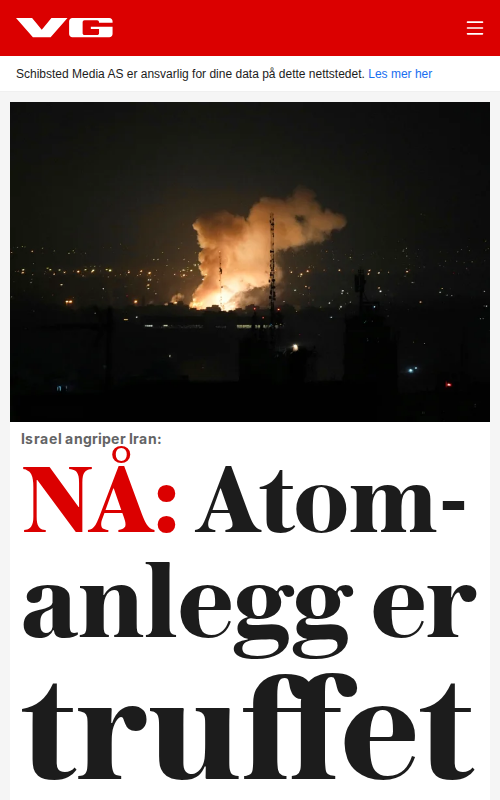 VG
Schibsted Media AS er ansvarlig for dine data på dette nettstedet. Les mer her
Israel angriper Iran:
NÅ: Atom-
anlegg er
truffet